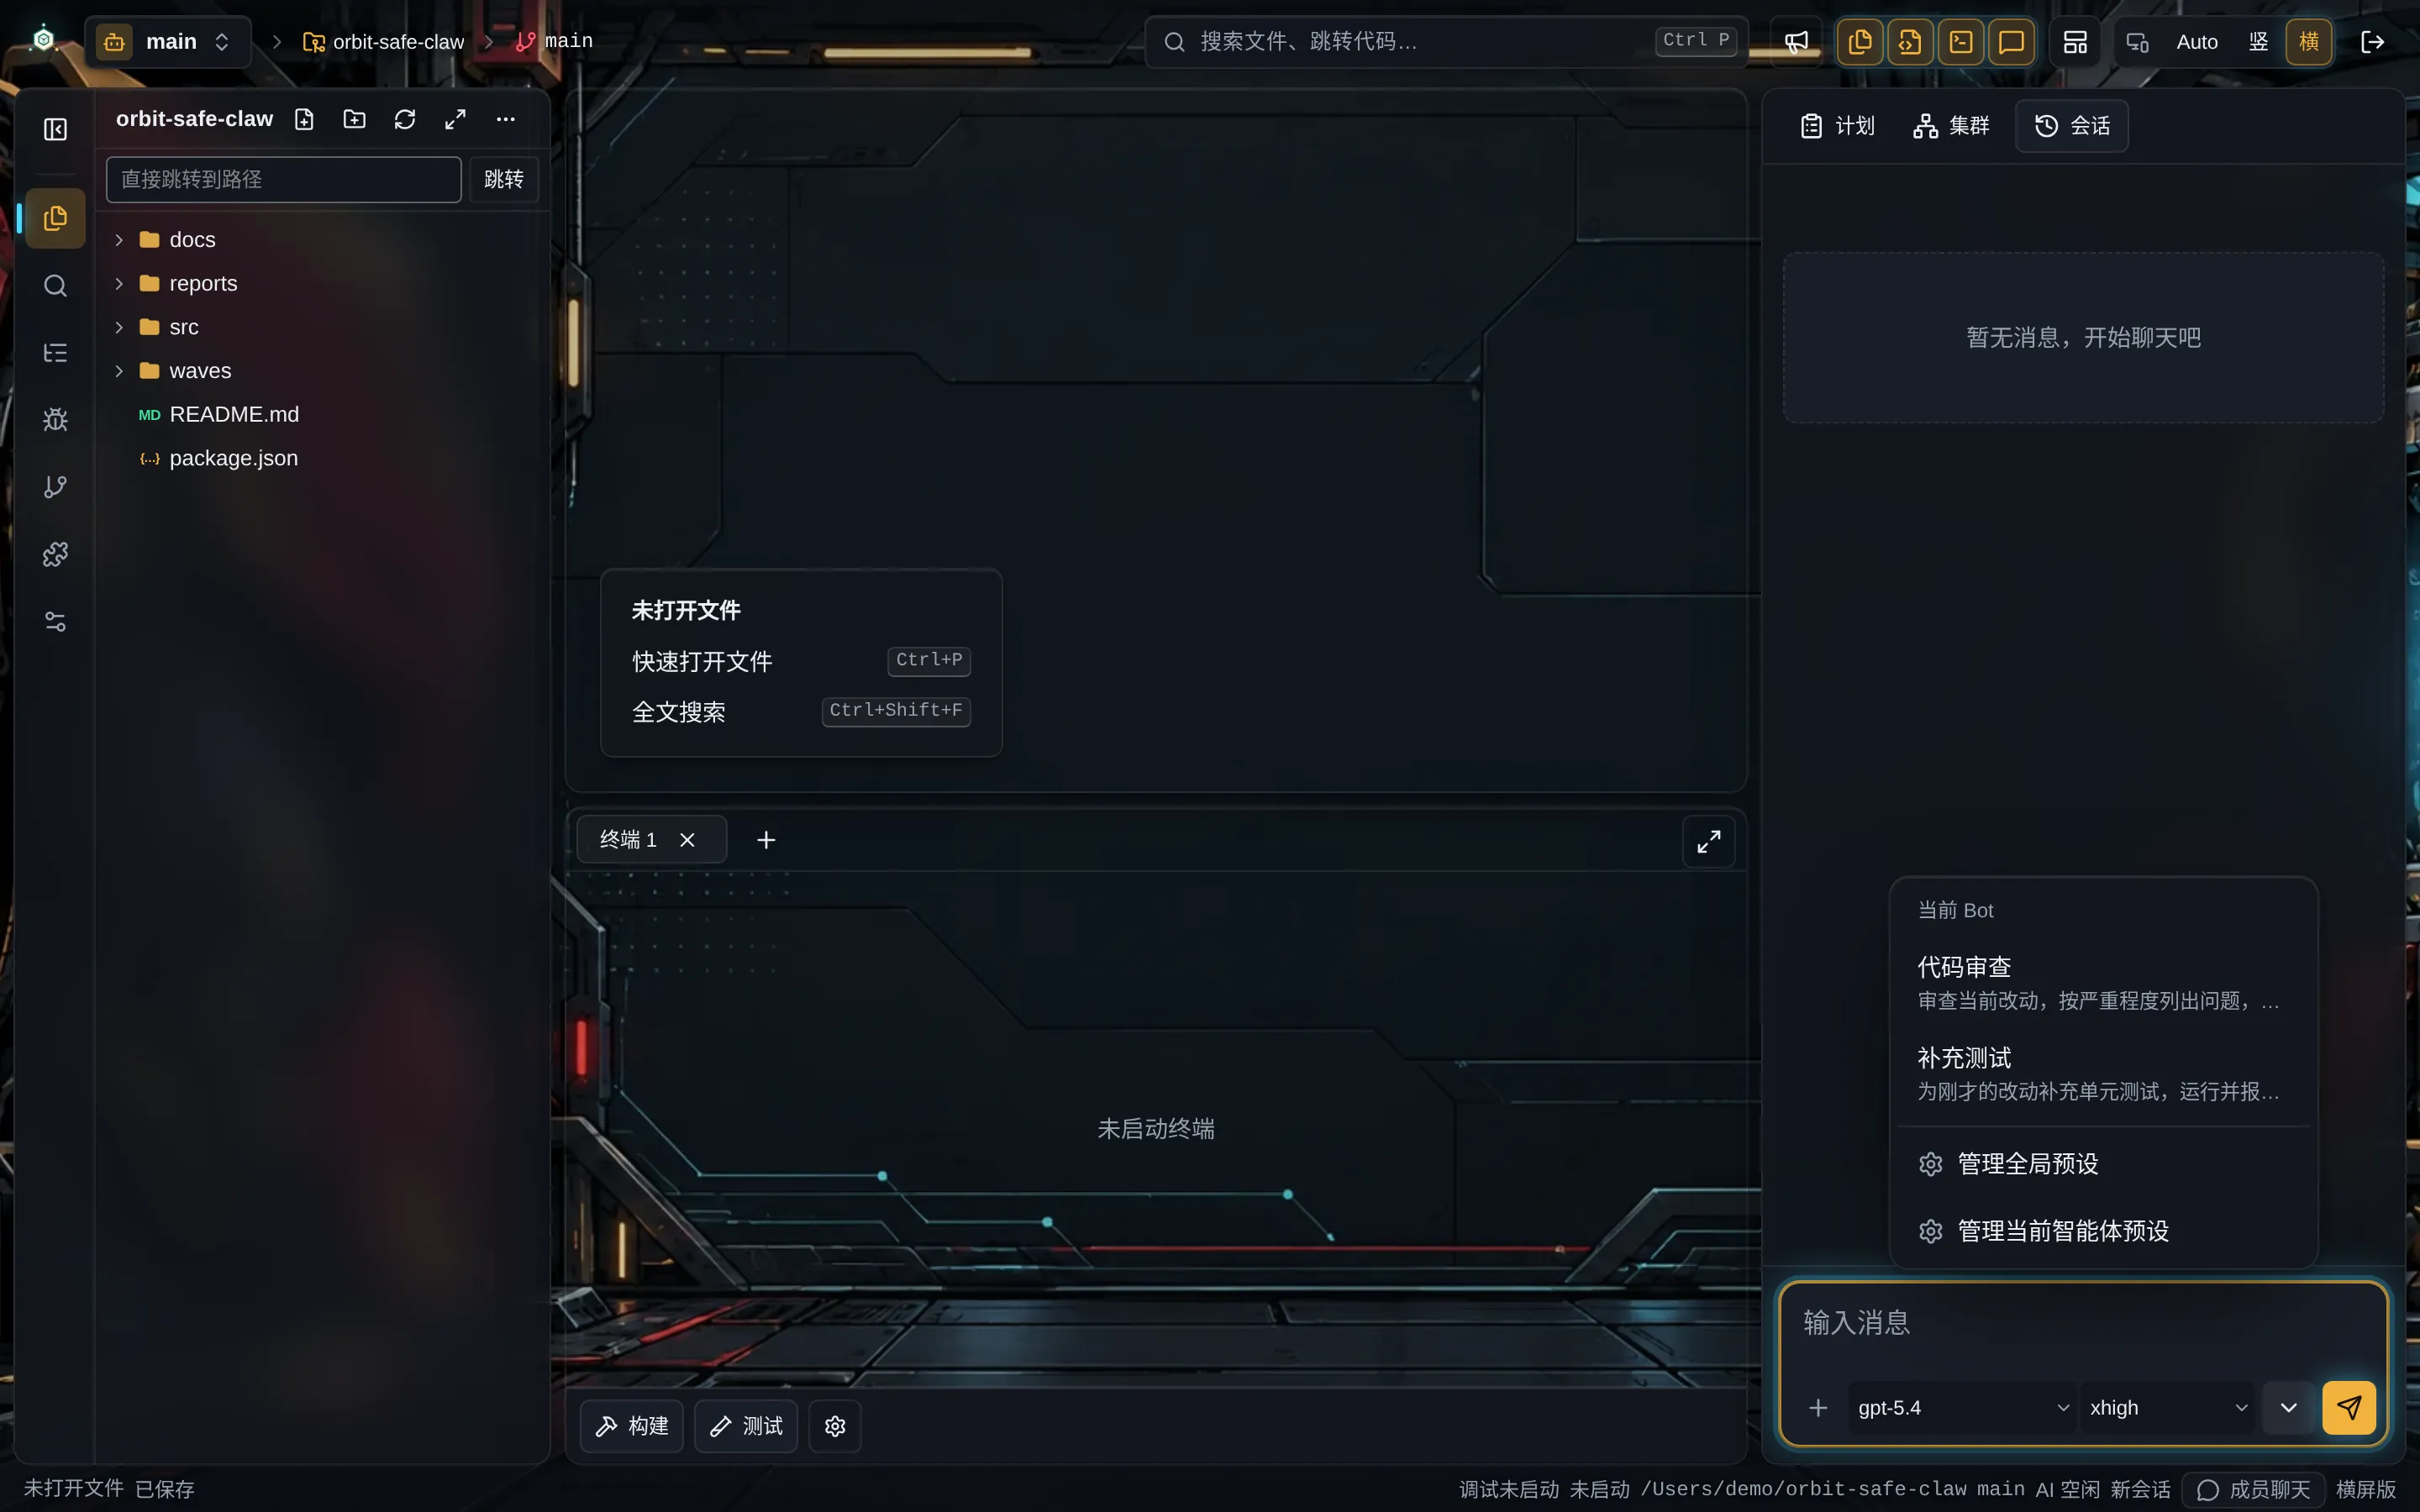 main
orbit-safe-claw
main
搜索文件、跳转代码…
Ctrl P
Auto
竖
横
orbit-safe-claw
直接跳转到路径
跳转
docs
reports
src
waves
MD README.md
{...} package.json
未打开文件
快速打开文件 Ctrl+P
全文搜索 Ctrl+Shift+F
终端 1
未启动终端
构建
测试
计划
集群
会话
暂无消息，开始聊天吧
当前 Bot
代码审查
审查当前改动，按严重程度列出问题，…
补充测试
为刚才的改动补充单元测试，运行并报…
管理全局预设
管理当前智能体预设
输入消息
gpt-5.4
xhigh
未打开文件 已保存
调试未启动 未启动 /Users/demo/orbit-safe-claw main AI 空闲 新会话 成员聊天 横屏版